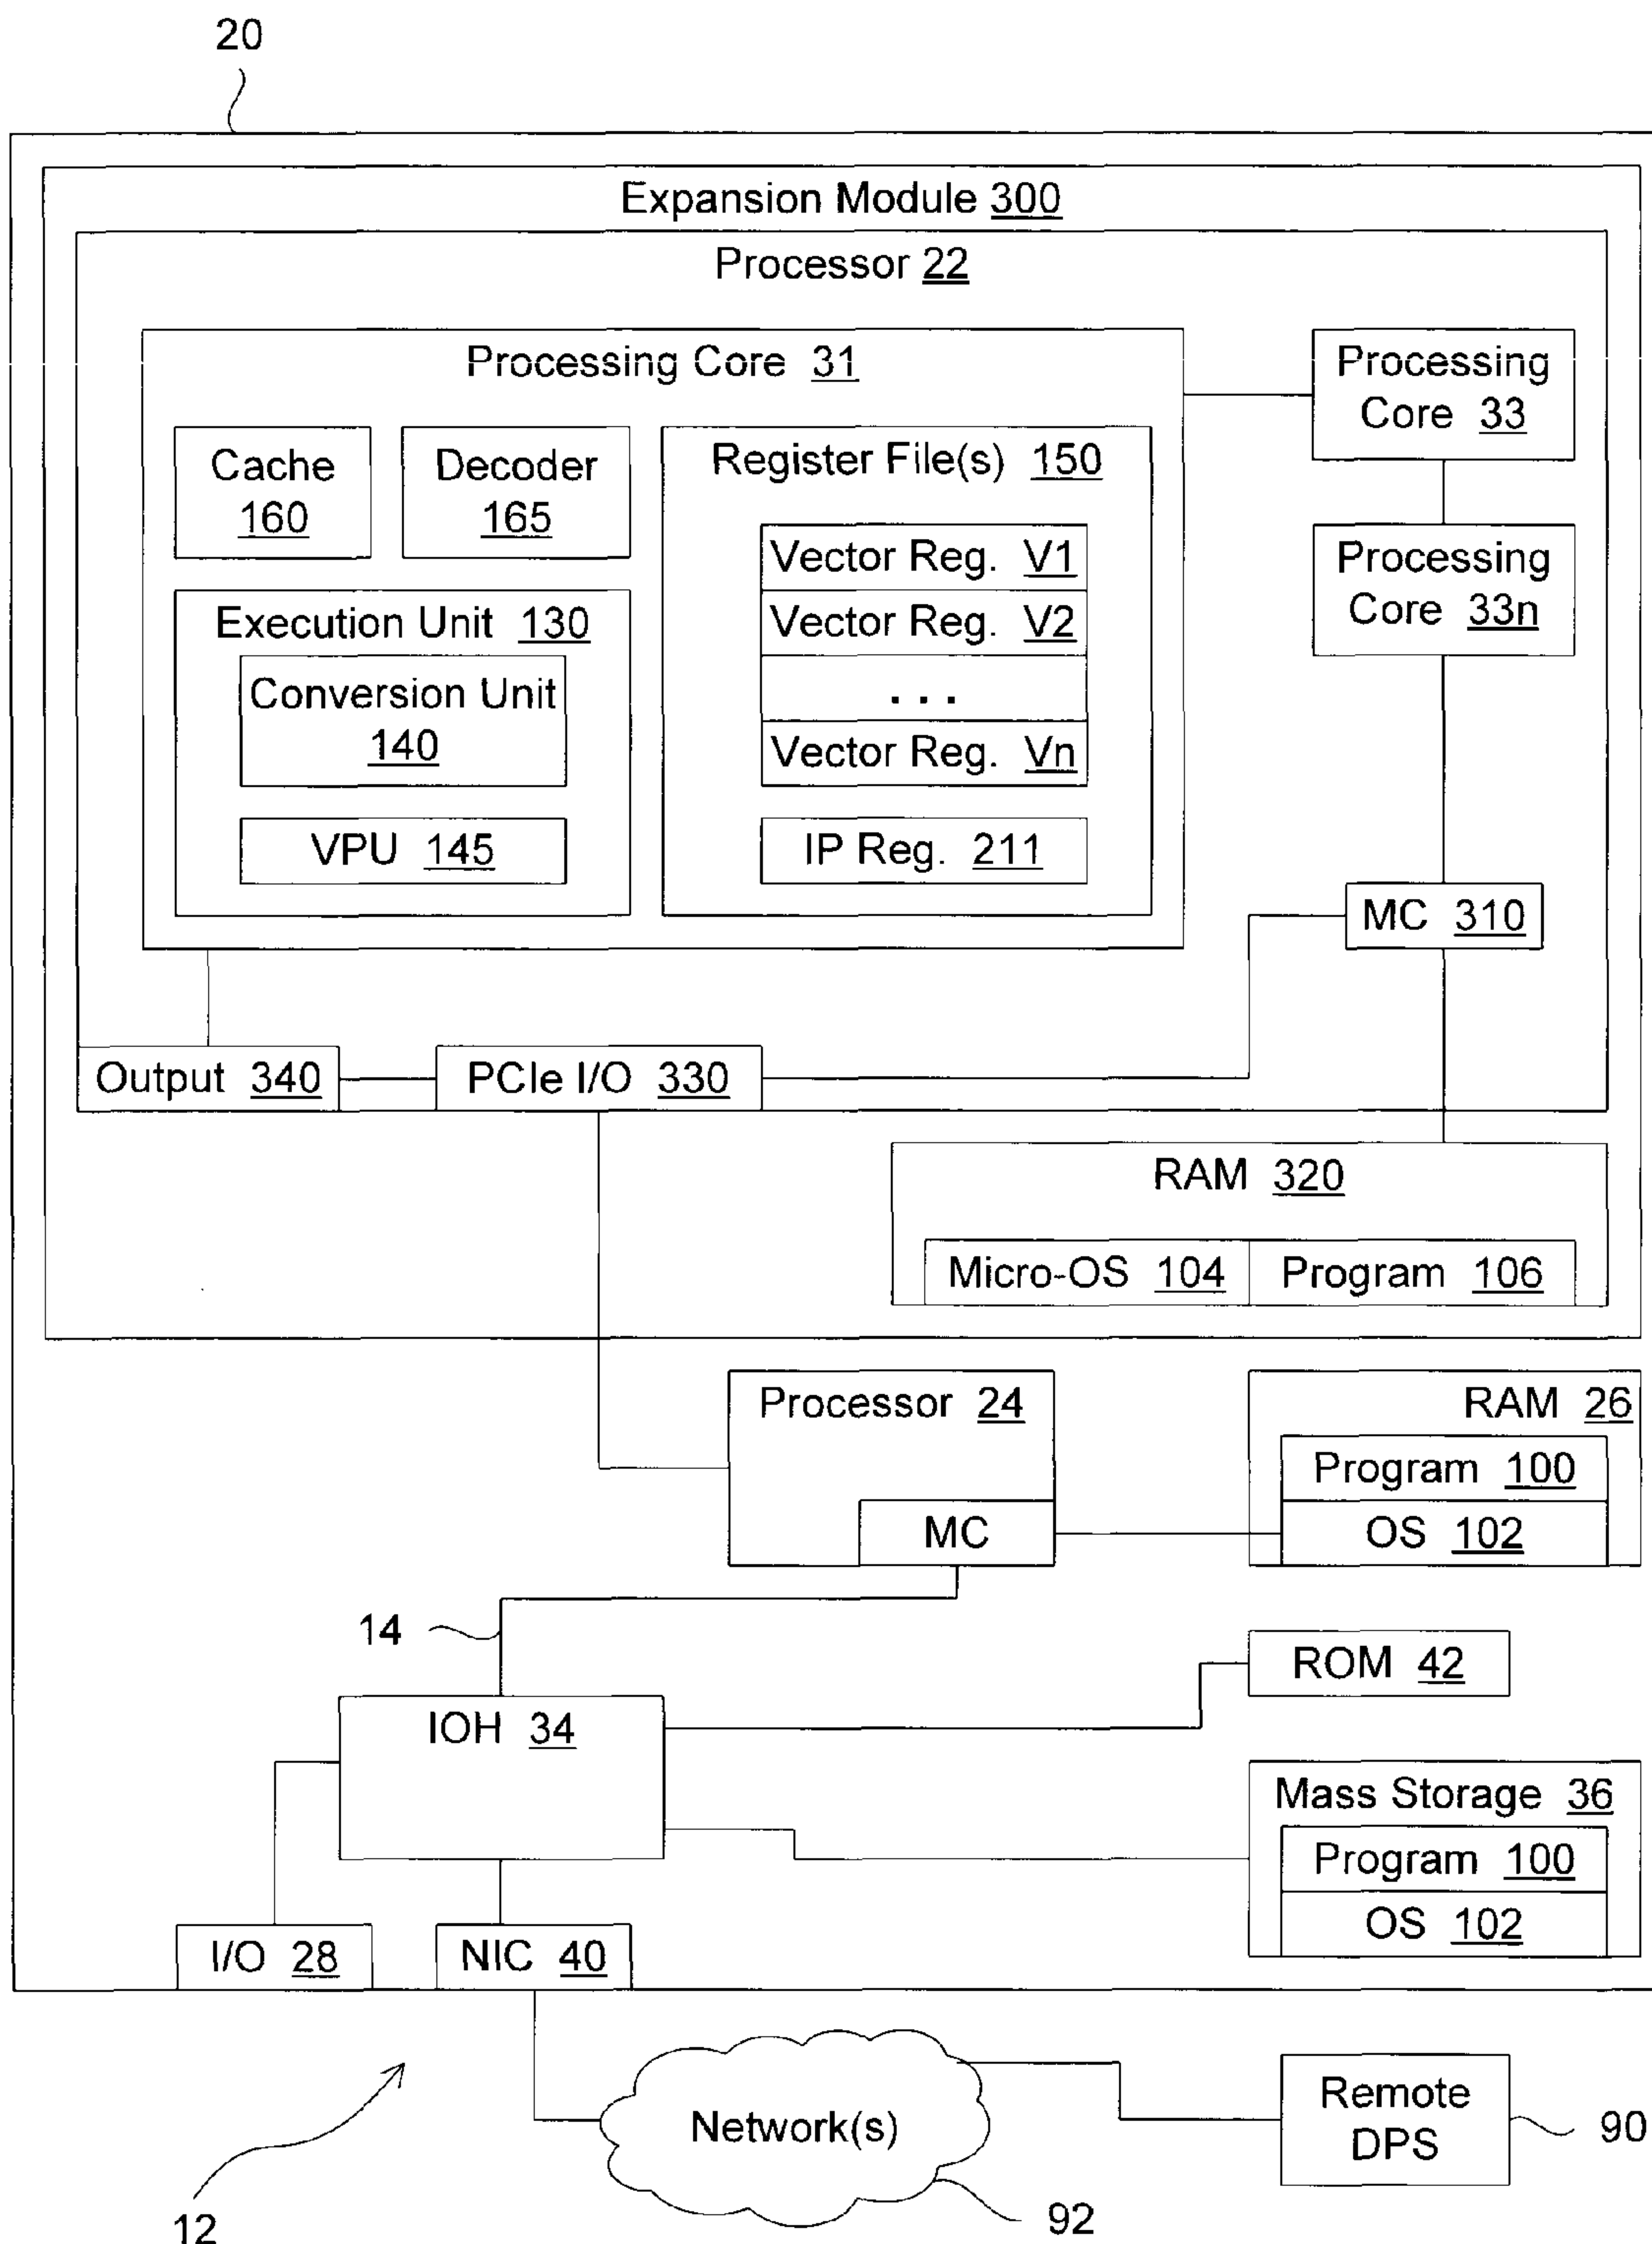 20
Expansion Module 300
Processor 22
Processing Core 31
Cache
160
Decoder
165
Execution Unit 130
Conversion Unit
140
VPU 145
Register File(s) 150
Vector Reg. V1
Vector Reg. V2
. . .
Vector Reg. Vn
IP Reg. 211
Processing
Core 33
Processing
Core 33n
MC 310
Output 340
PCIe I/O 330
RAM 320
Micro-OS 104
Program 106
Processor 24
MC
RAM 26
Program 100
OS 102
14
ROM 42
IOH 34
Mass Storage 36
Program 100
OS 102
I/O 28
NIC 40
Network(s)
Remote
DPS
90
92
12